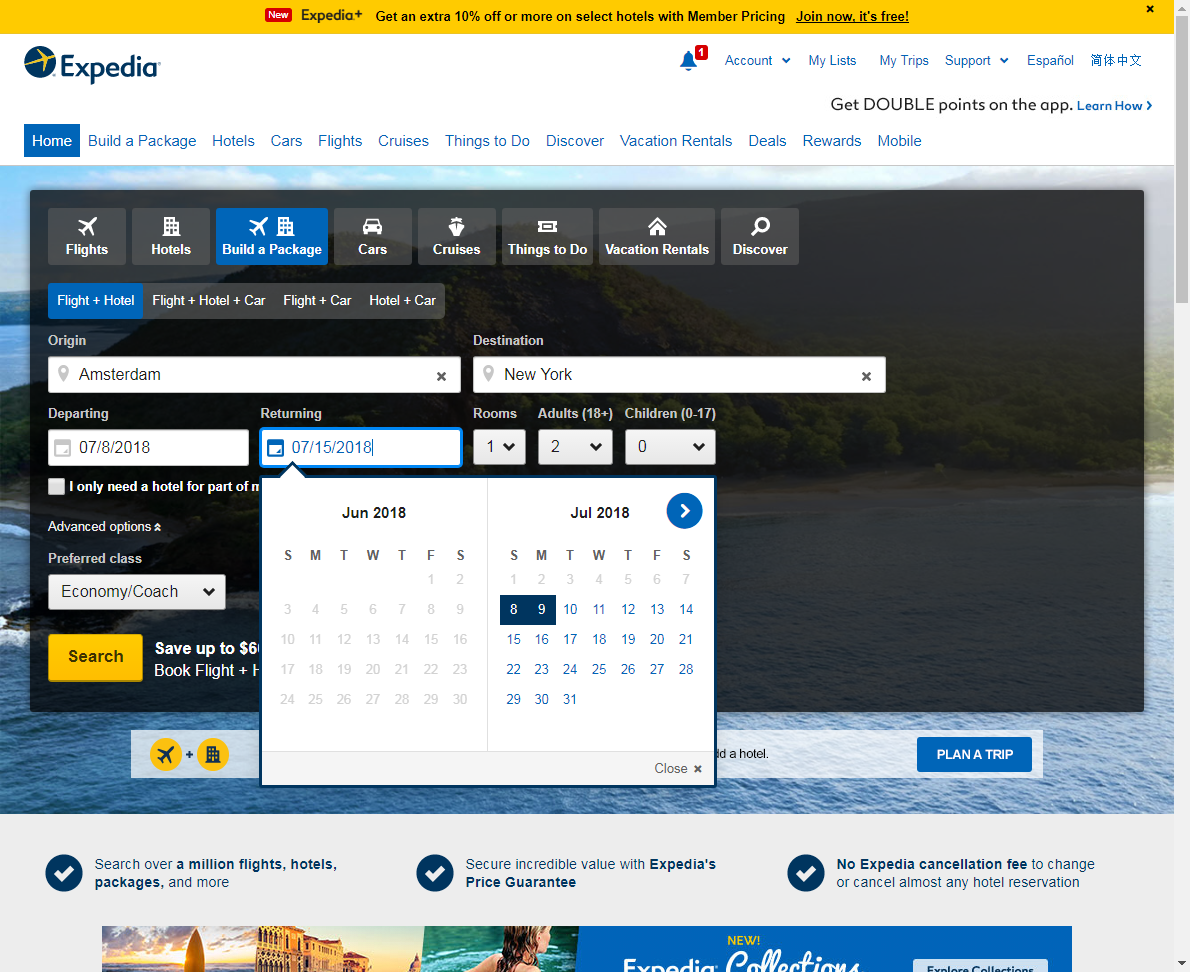 New Expedia+ Get an extra 10% off or more on select hotels with Member Pricing Join now, it's free! ×
Expedia
1 Account My Lists My Trips Support Español 简体中文
Get DOUBLE points on the app. Learn How
Home Build a Package Hotels Cars Flights Cruises Things to Do Discover Vacation Rentals Deals Rewards Mobile
Flights Hotels Build a Package Cars Cruises Things to Do Vacation Rentals Discover
Flight + Hotel Flight + Hotel + Car Flight + Car Hotel + Car
Origin Destination
Amsterdam × New York ×
Departing Returning Rooms Adults (18+) Children (0-17)
07/8/2018 07/15/2018 1 2 0
I only need a hotel for part of
Advanced options
Preferred class
Economy/Coach
Search
Save up to
Book Flight +
Jun 2018 Jul 2018
S M T W T F S S M T W T F S
1 2 1 2 3 4 5 6 7
3 4 5 6 7 8 9 8 9 10 11 12 13 14
10 11 12 13 14 15 16 15 16 17 18 19 20 21
17 18 19 20 21 22 23 22 23 24 25 26 27 28
24 25 26 27 28 29 30 29 30 31
Close ×
+ a hotel. PLAN A TRIP
Search over a million flights, hotels,
packages, and more
Secure incredible value with Expedia's
Price Guarantee
No Expedia cancellation fee to change
or cancel almost any hotel reservation
NEW!
Expedia Collections
Explore Collections